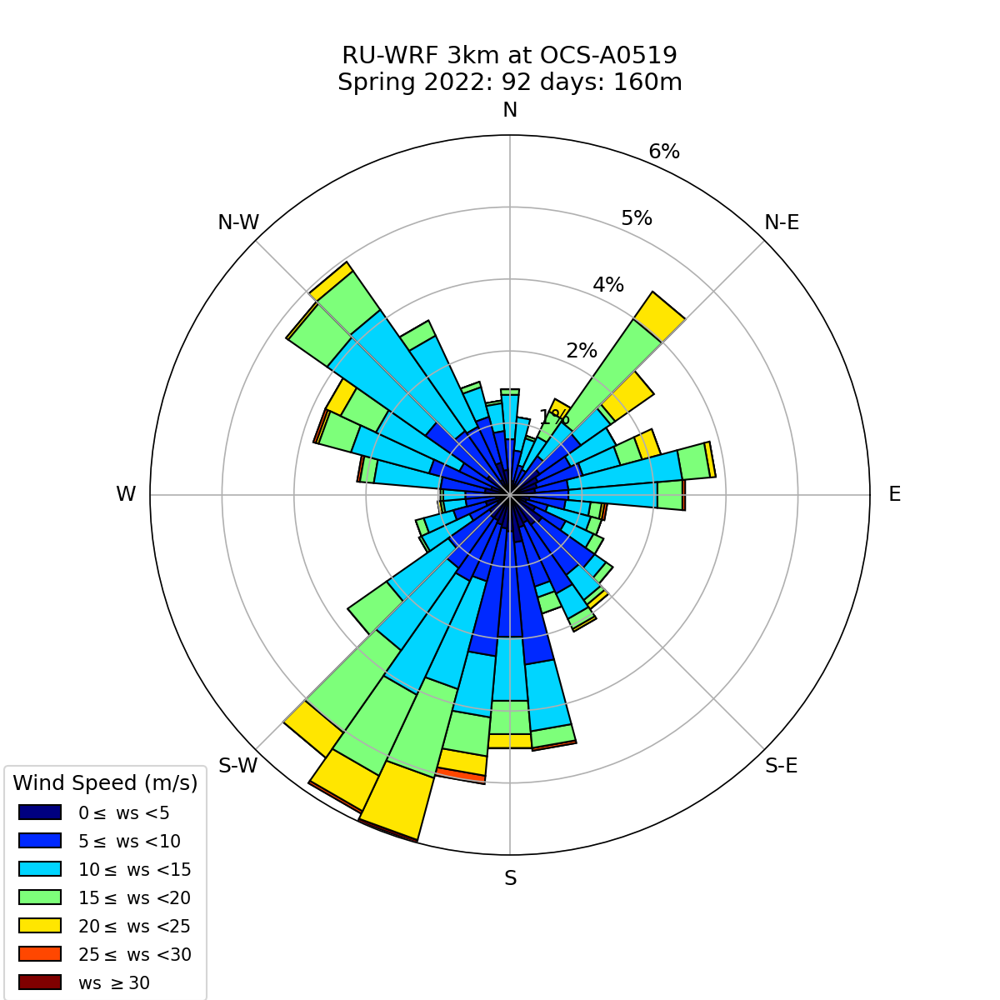 RU-WRF 3km at OCS-A0519
Spring 2022: 92 days: 160m
N
6%
5%
N-W
N-E
4%
2%
1%
W
E
S-W
S-E
S
Wind Speed (m/s)
0≤ ws <5
5≤ ws <10
10≤ ws <15
15≤ ws <20
20≤ ws <25
25≤ ws <30
ws ≥30